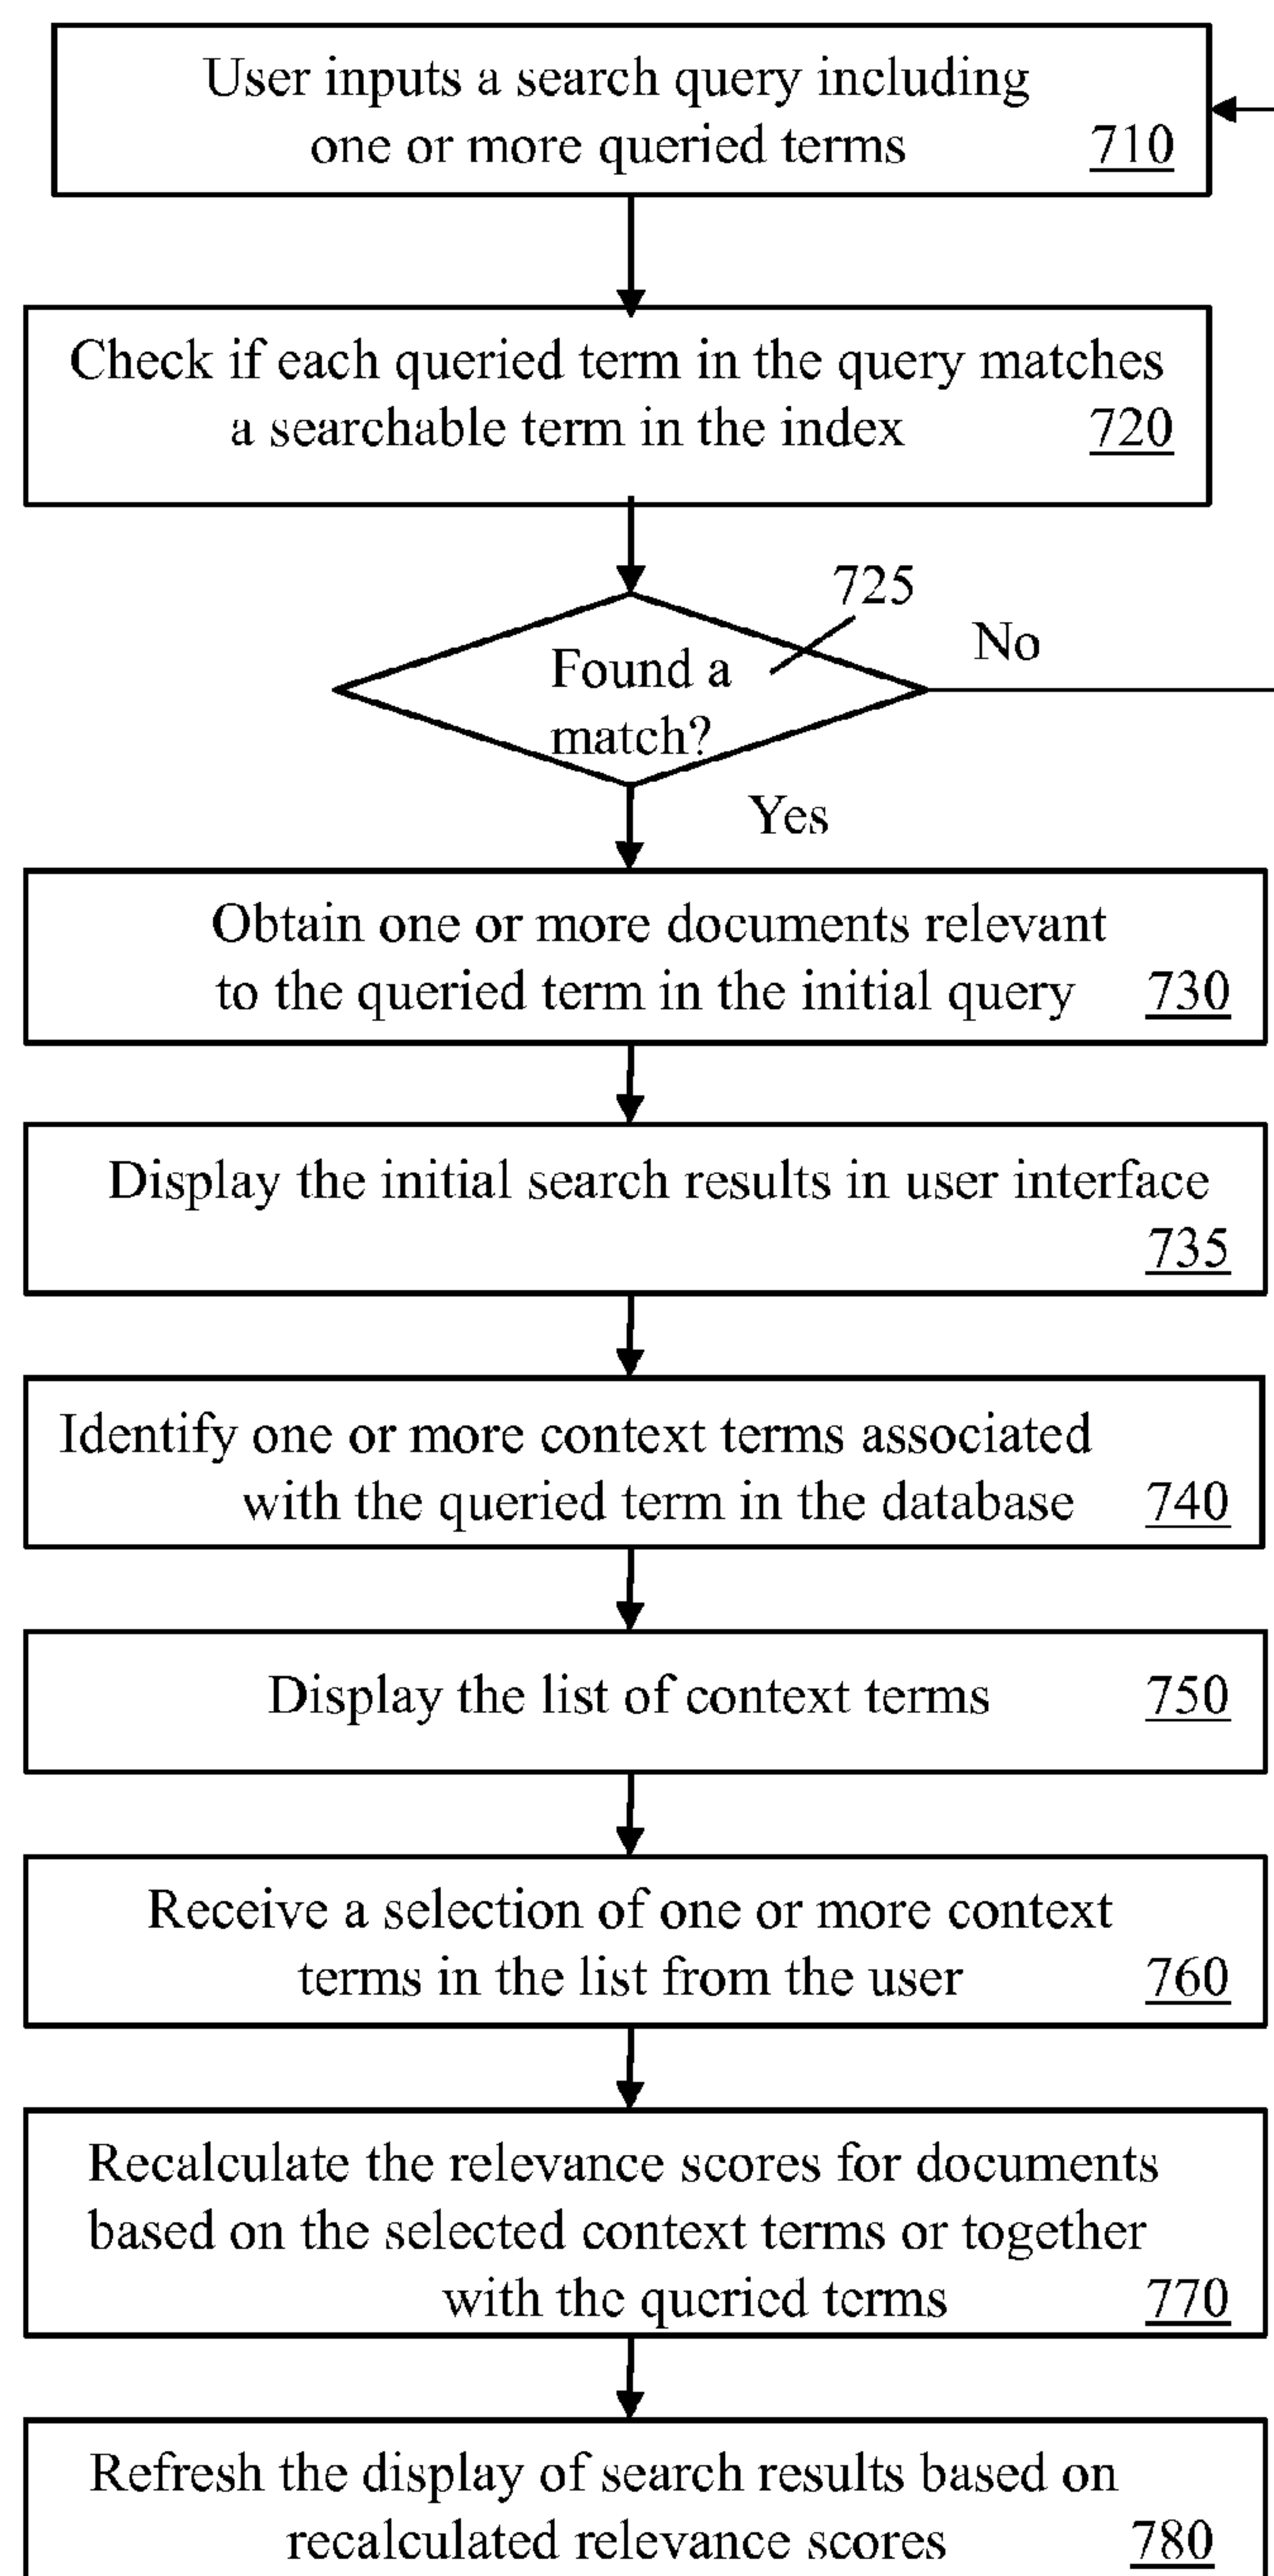 User inputs a search query including
one or more queried terms 710
Check if each queried term in the query matches
a searchable term in the index 720
725
No
Found a
match?
Yes
Obtain one or more documents relevant
to the queried term in the initial query 730
Display the initial search results in user interface
735
Identify one or more context terms associated
with the queried term in the database 740
Display the list of context terms 750
Receive a selection of one or more context
terms in the list from the user 760
Recalculate the relevance scores for documents
based on the selected context terms or together
with the queried terms 770
Refresh the display of search results based on
recalculated relevance scores 780